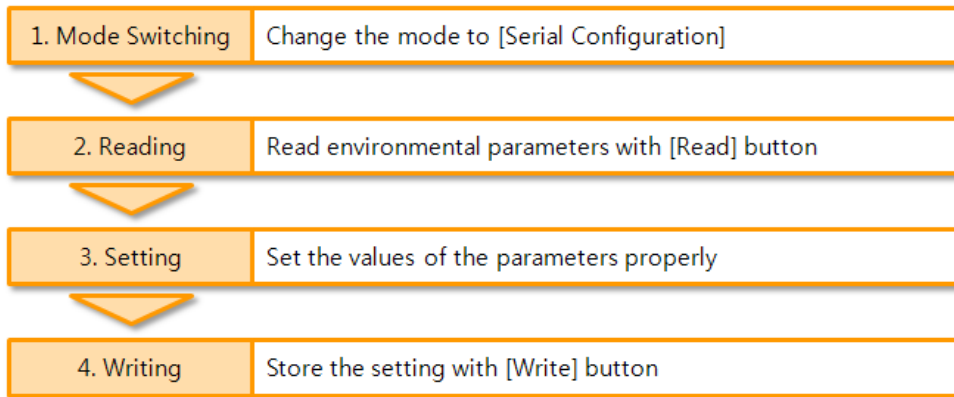 1. Mode Switching Change the mode to [Serial Configuration]
2. Reading Read environmental parameters with [Read] button
3. Setting Set the values of the parameters properly
4. Writing Store the setting with [Write] button